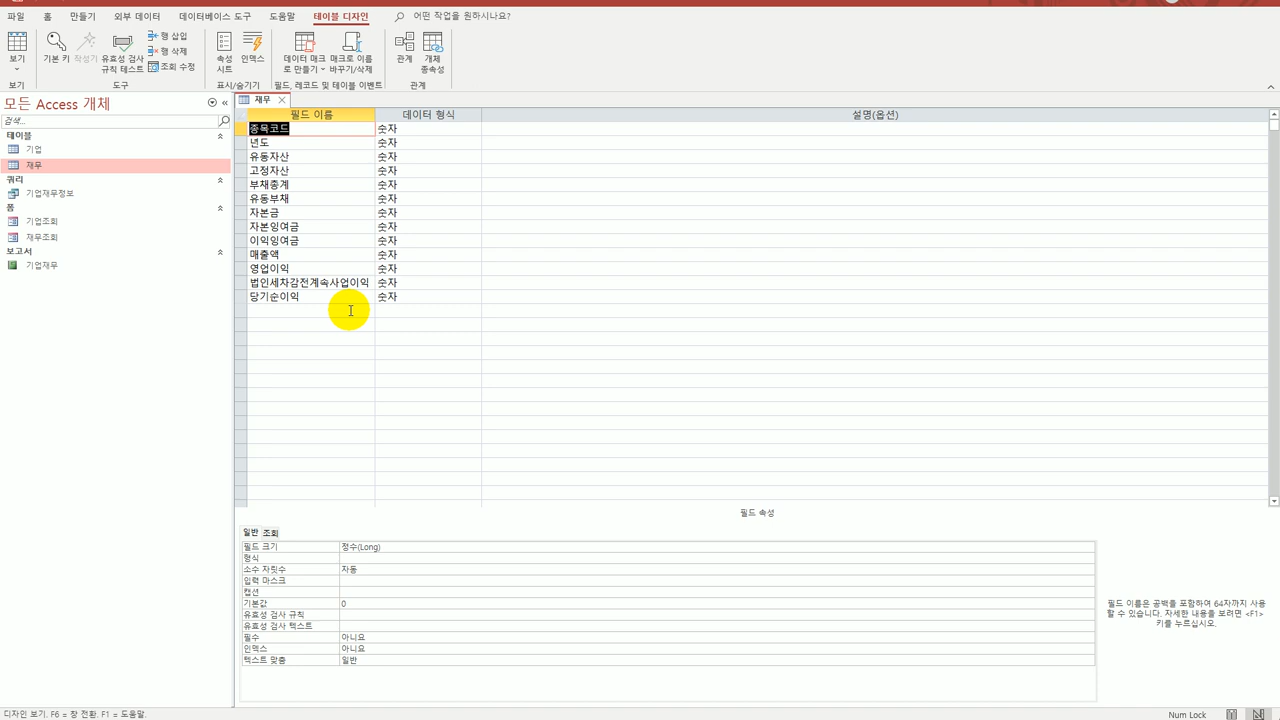 파일 홈 만들기 외부 데이터 데이터베이스 도구 도움말 테이블 디자인 어떤 작업을 원하시나요?
보기
기본 키
작성기
유효성 검사
규칙 테스트
행 삽입
행 삭제
조회 수정
속성
시트
인덱스
데이터 매크
로 만들기
매크로 이름
바꾸기/삭제
관계
개체
종속성
보기 도구 표시/숨기기 필드, 레코드 및 테이블 이벤트 관계
모든 Access 개체 «
검색...
테이블
기업
재무
쿼리
기업재무정보
폼
기업조회
재무조회
보고서
기업재무
재무
필드 이름 데이터 형식 설명(옵션)
종목코드 숫자
년도 숫자
유동자산 숫자
고정자산 숫자
부채총계 숫자
유동부채 숫자
자본금 숫자
자본잉여금 숫자
이익잉여금 숫자
매출액 숫자
영업이익 숫자
법인세차감전계속사업이익 숫자
당기순이익 숫자
필드 속성
일반 조회
필드 크기 정수(Long)
형식
소수 자릿수 자동
입력 마스크
캡션
기본값 0
유효성 검사 규칙
유효성 검사 텍스트
필수 아니요
인덱스 아니요
텍스트 맞춤 일반
필드 이름은 공백을 포함하여 64자까지 사용
할 수 있습니다. 자세한 내용을 보려면 <F1>
키를 누르십시오.
디자인 보기. F6 = 창 전환. F1 = 도움말.
Num Lock